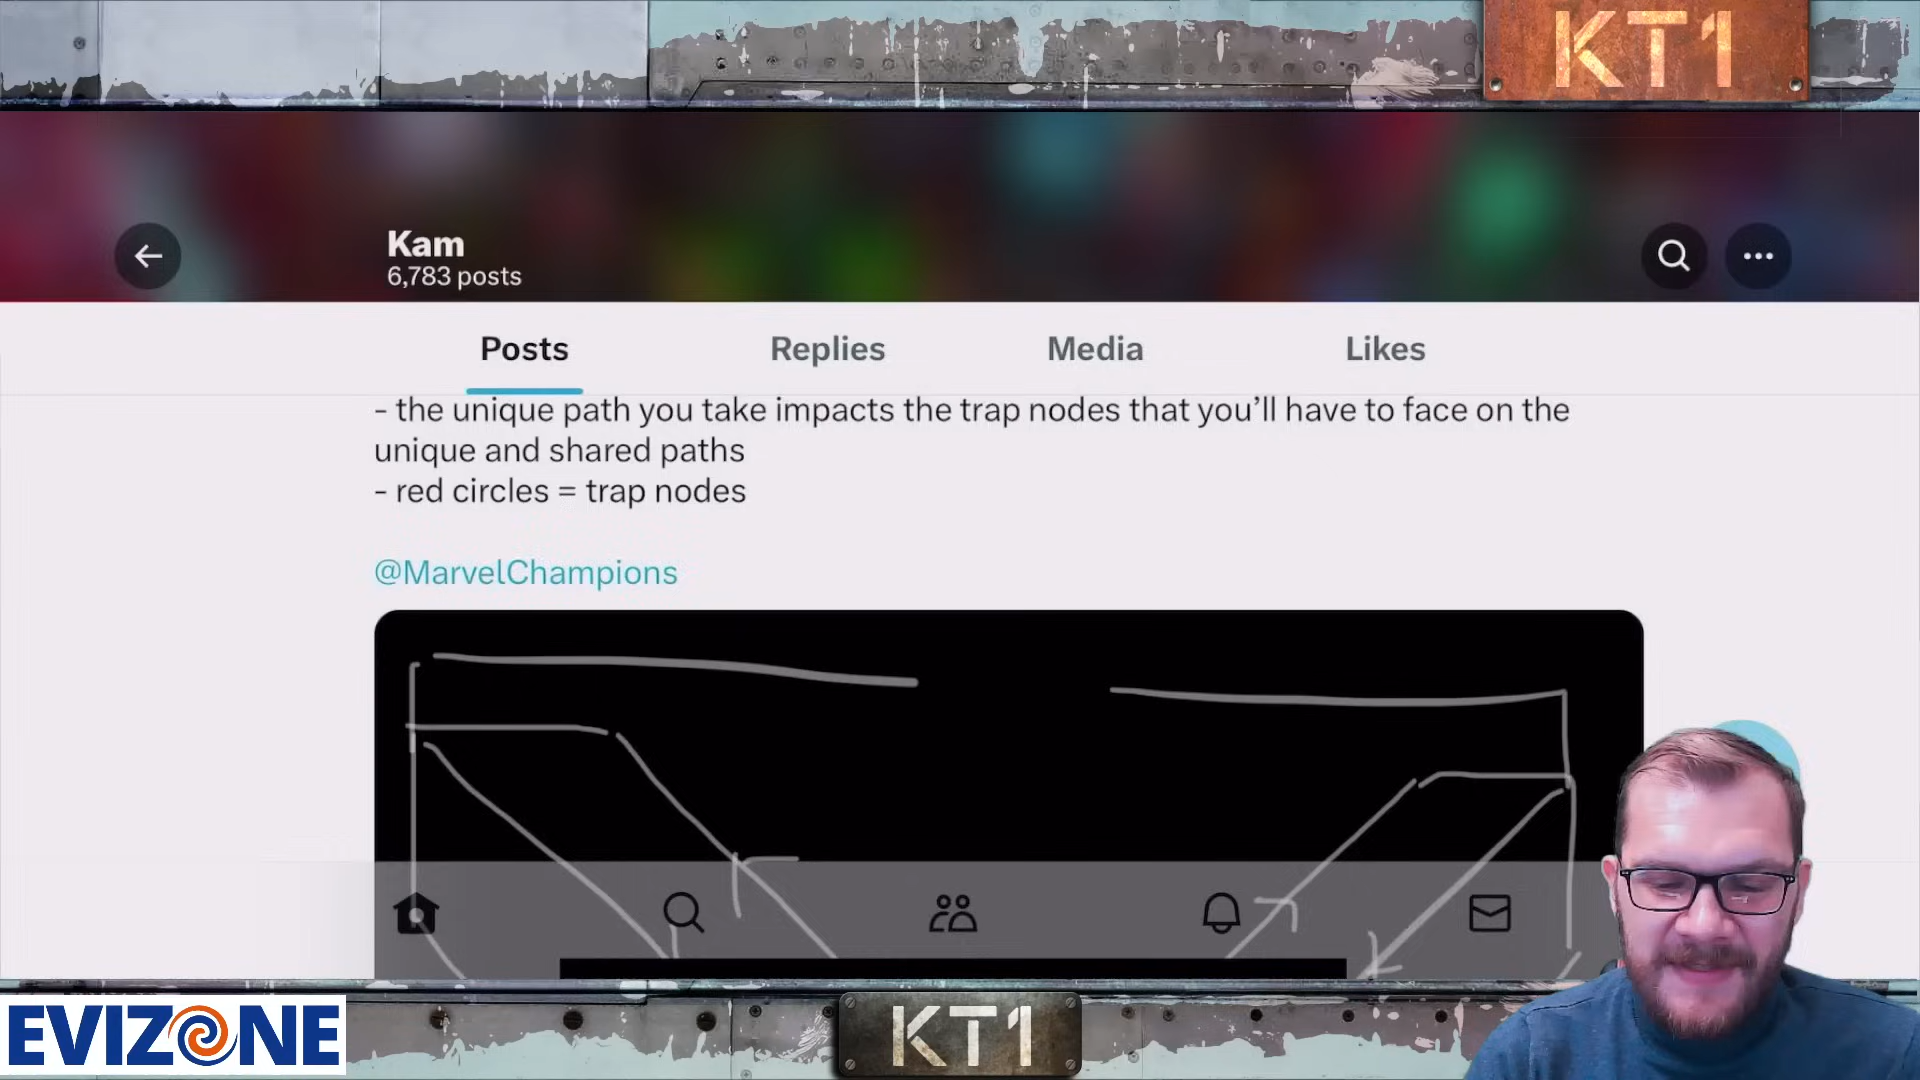 KT1
Kam
6,783 posts
Posts
Replies
Media
Likes
- the unique path you take impacts the trap nodes that you’ll have to face on the
unique and shared paths
- red circles = trap nodes
@MarvelChampions
EVIZONE
KT1